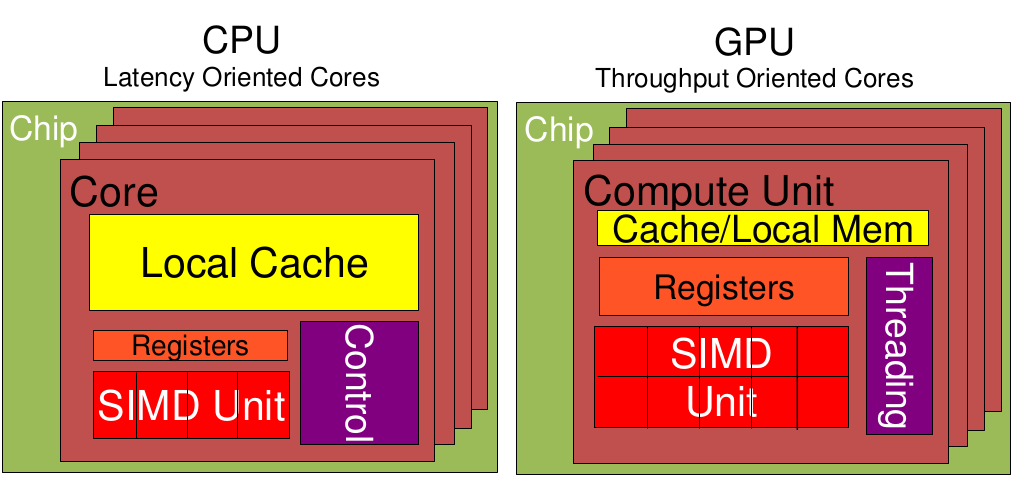 CPU
Latency Oriented Cores
Chip
Core
Local Cache
Registers
SIMD Unit
Control
GPU
Throughput Oriented Cores
Chip
Compute Unit
Cache/Local Mem
Registers
SIMD
Unit
Threading